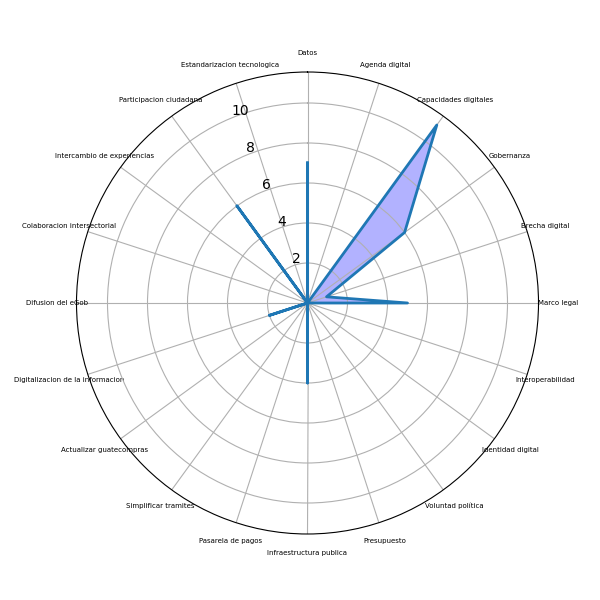 Datos
Estandarizacion tecnologica
Agenda digital
Participacion ciudadana
Capacidades digitales
10
8
Intercambio de experiencias
Gobernanza
6
4
Colaboracion intersectorial
Brecha digital
2
Difusion del eGob
Marco legal
Digitalizacion de la informacion
Interoperabilidad
Actualizar guatecompras
Identidad digital
Simplificar tramites
Voluntad política
Pasarela de pagos
Presupuesto
Infraestructura publica